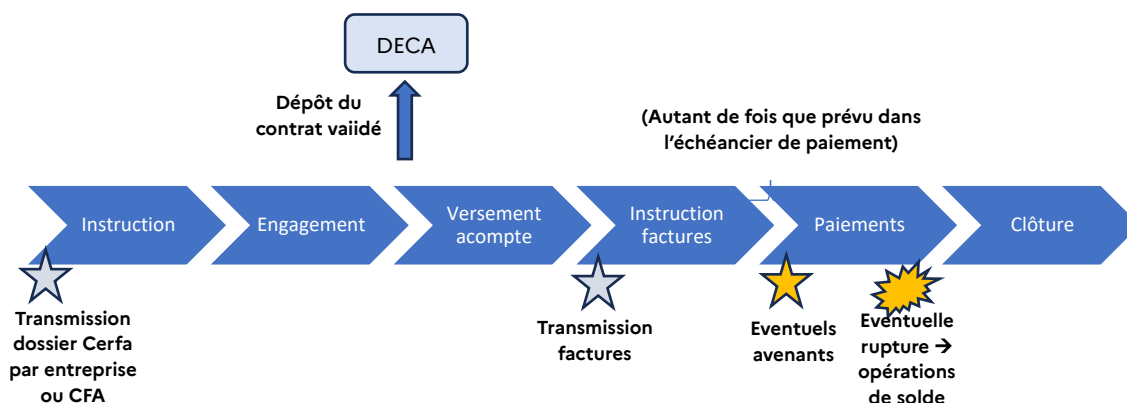 DECA
Dépôt du
contrat vaiidé
(Autant de fois que prévu dans
l’échéancier de paiement)
Instruction
Engagement
Versement
acompte
Instruction
factures
Paiements
Clôture
Transmission
dossier Cerfa
par entreprise
ou CFA
Transmission
factures
Eventuels
avenants
Eventuelle
rupture →
opérations
de solde